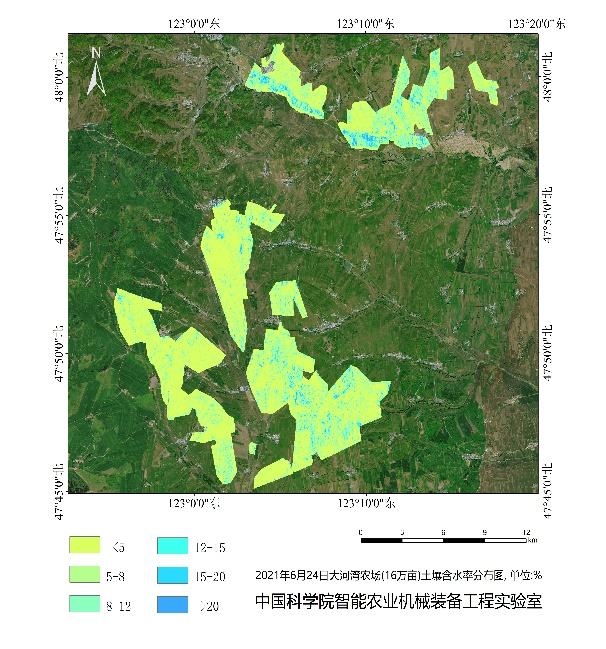 123°0'0"东 123°10'0"东 123°20'0"东
N
48°0'0"北 48°0'0"北
47°55'0"北 47°55'0"北
47°50'0"北 47°50'0"北
47°45'0"北 47°45'0"北
123°0'0"东 123°10'0"东
<5 12-15
5-8 15-20
8-12 >20
0 3 6 9 12
km
2021年6月24日大河湾农场(16万亩)土壤含水率分布图, 单位:%
中国科学院智能农业机械装备工程实验室